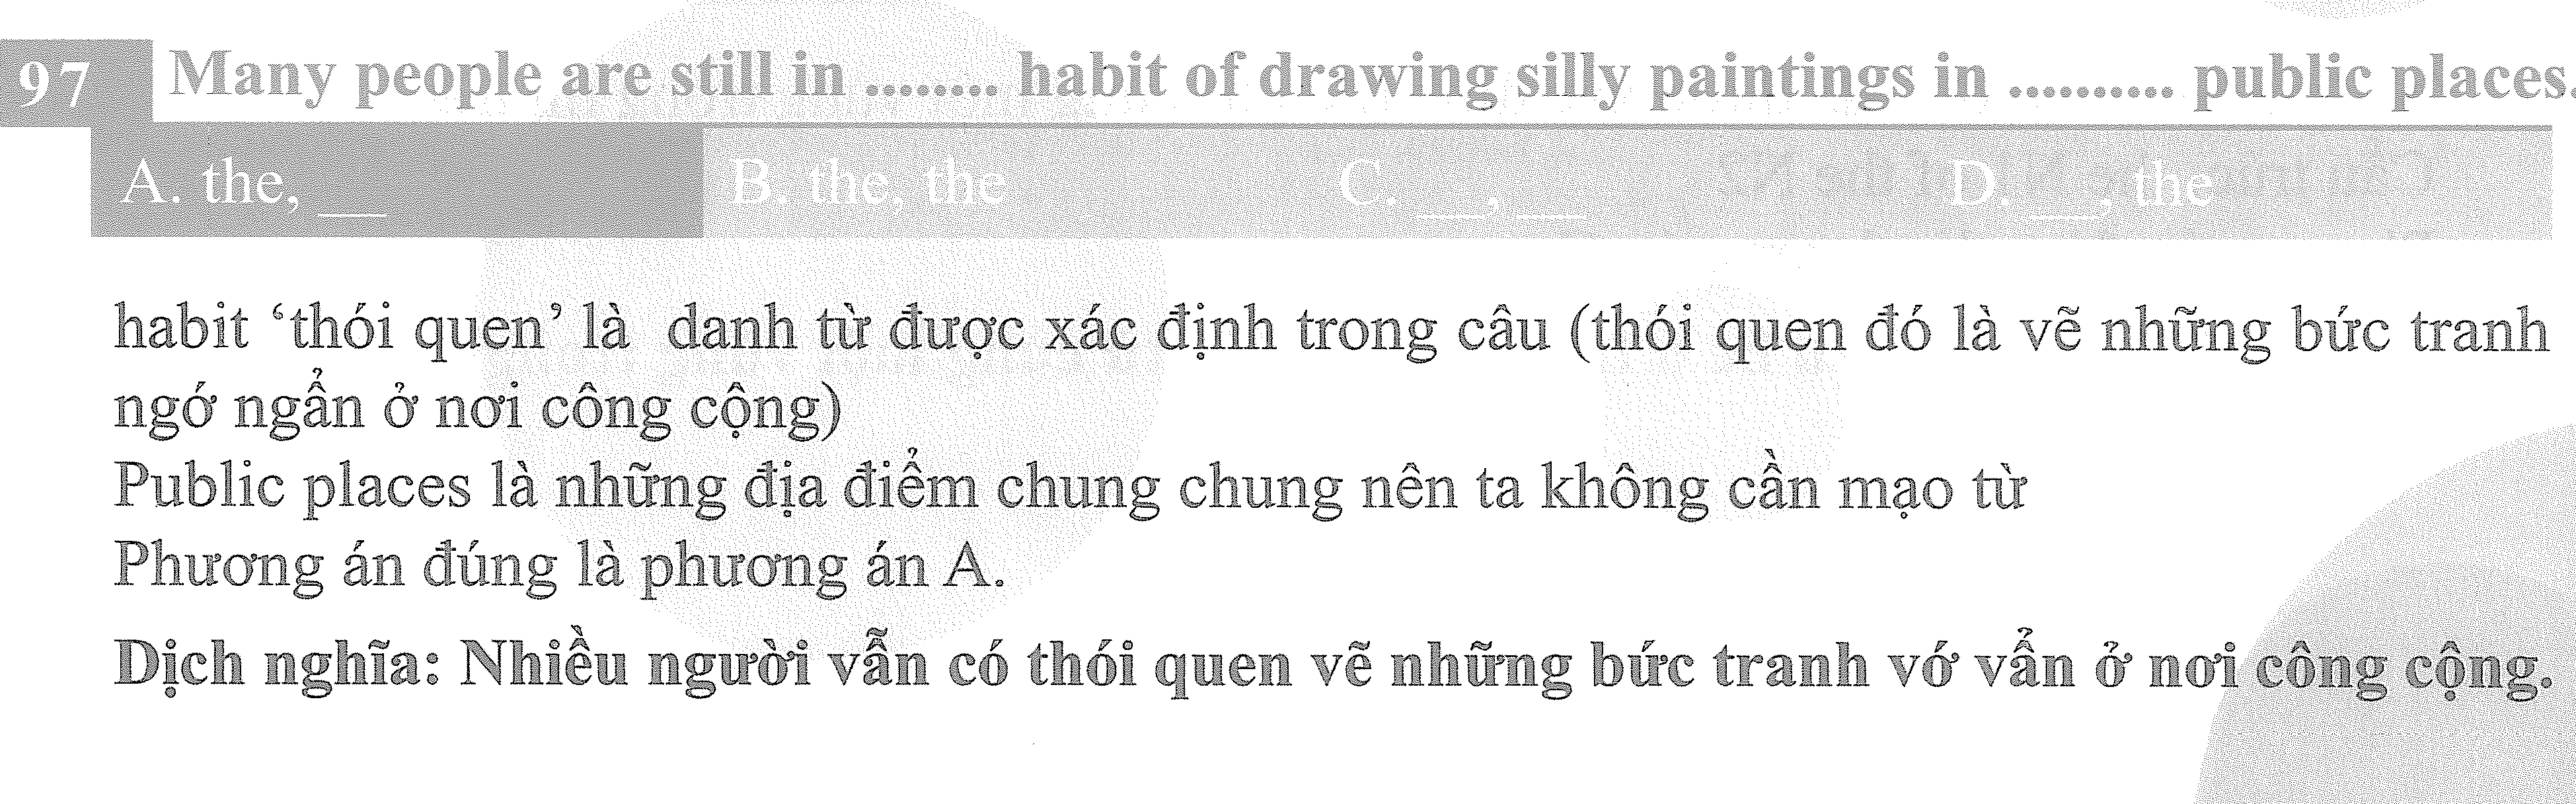 97 Many people are still in ........ habit of drawing silly paintings in .......... public places.
A. the, __ B. the, the C. __, __ D. __, the
habit ‘thói quen’ là danh từ được xác định trong câu (thói quen đó là vẽ những bức tranh
ngớ ngẩn ở nơi công cộng)
Public places là những địa điểm chung chung nên ta không cần mạo từ
Phương án đúng là phương án A.
Dịch nghĩa: Nhiều người vẫn có thói quen vẽ những bức tranh vớ vẩn ở nơi công cộng.